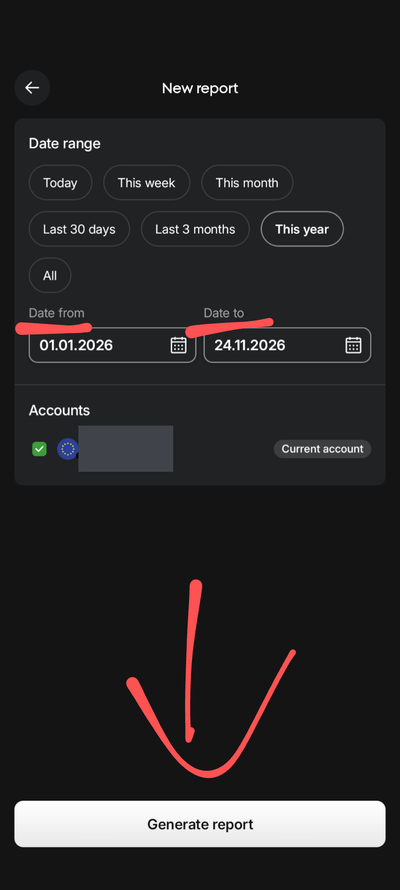 New report
Date range
Today This week This month
Last 30 days Last 3 months This year
All
Date from Date to
01.01.2026 24.11.2026
Accounts
Current account
Generate report